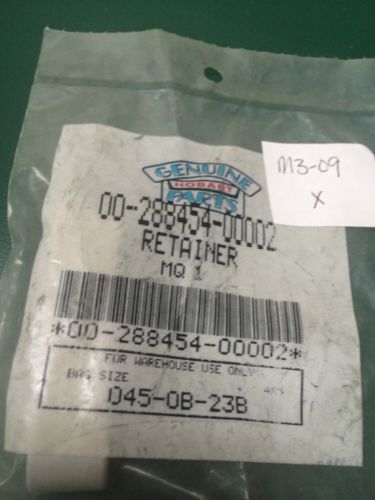 M3-09
X
GENUINE
HOBART
PARTS
00-288454-00002
RETAINER
MQ 1
*00-288454-00002*
FOR WAREHOUSE USE ONLY
BAG SIZE
045-0B-23B